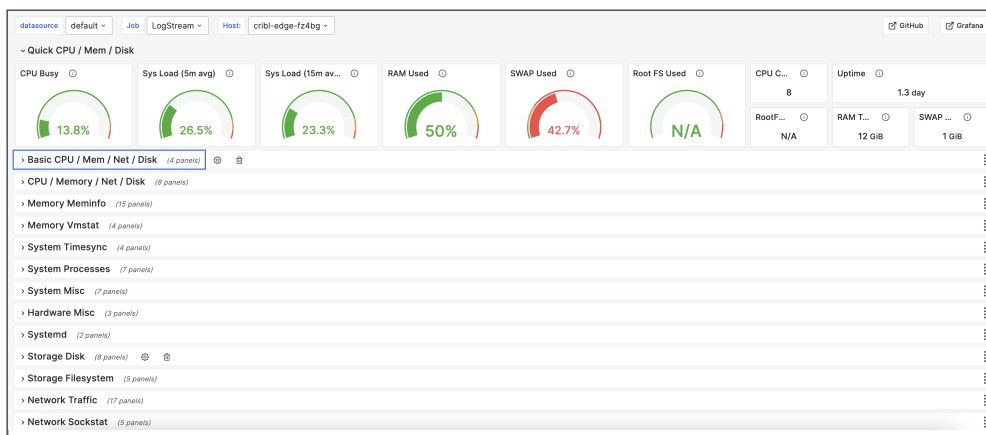 datasource default Job LogStream Host: cribl-edge-fz4bg GitHub Grafana
Quick CPU / Mem / Disk
CPU Busy Sys Load (5m avg) Sys Load (15m av... RAM Used SWAP Used Root FS Used CPU C... Uptime
8 1.3 day
13.8% 26.5% 23.3% 50% 42.7% N/A
RootF... RAM T... SWAP ...
N/A 12 GiB 1 GiB
Basic CPU / Mem / Net / Disk (4 panels)
CPU / Memory / Net / Disk (8 panels)
Memory Meminfo (15 panels)
Memory Vmstat (4 panels)
System Timesync (4 panels)
System Processes (7 panels)
System Misc (7 panels)
Hardware Misc (3 panels)
Systemd (2 panels)
Storage Disk (8 panels)
Storage Filesystem (5 panels)
Network Traffic (17 panels)
Network Sockstat (5 panels)